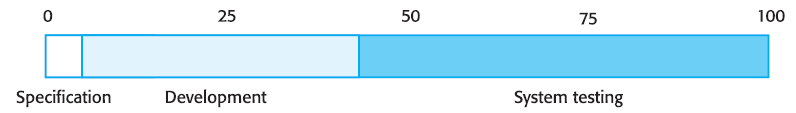 0 25 50 75 100
Specification Development System testing